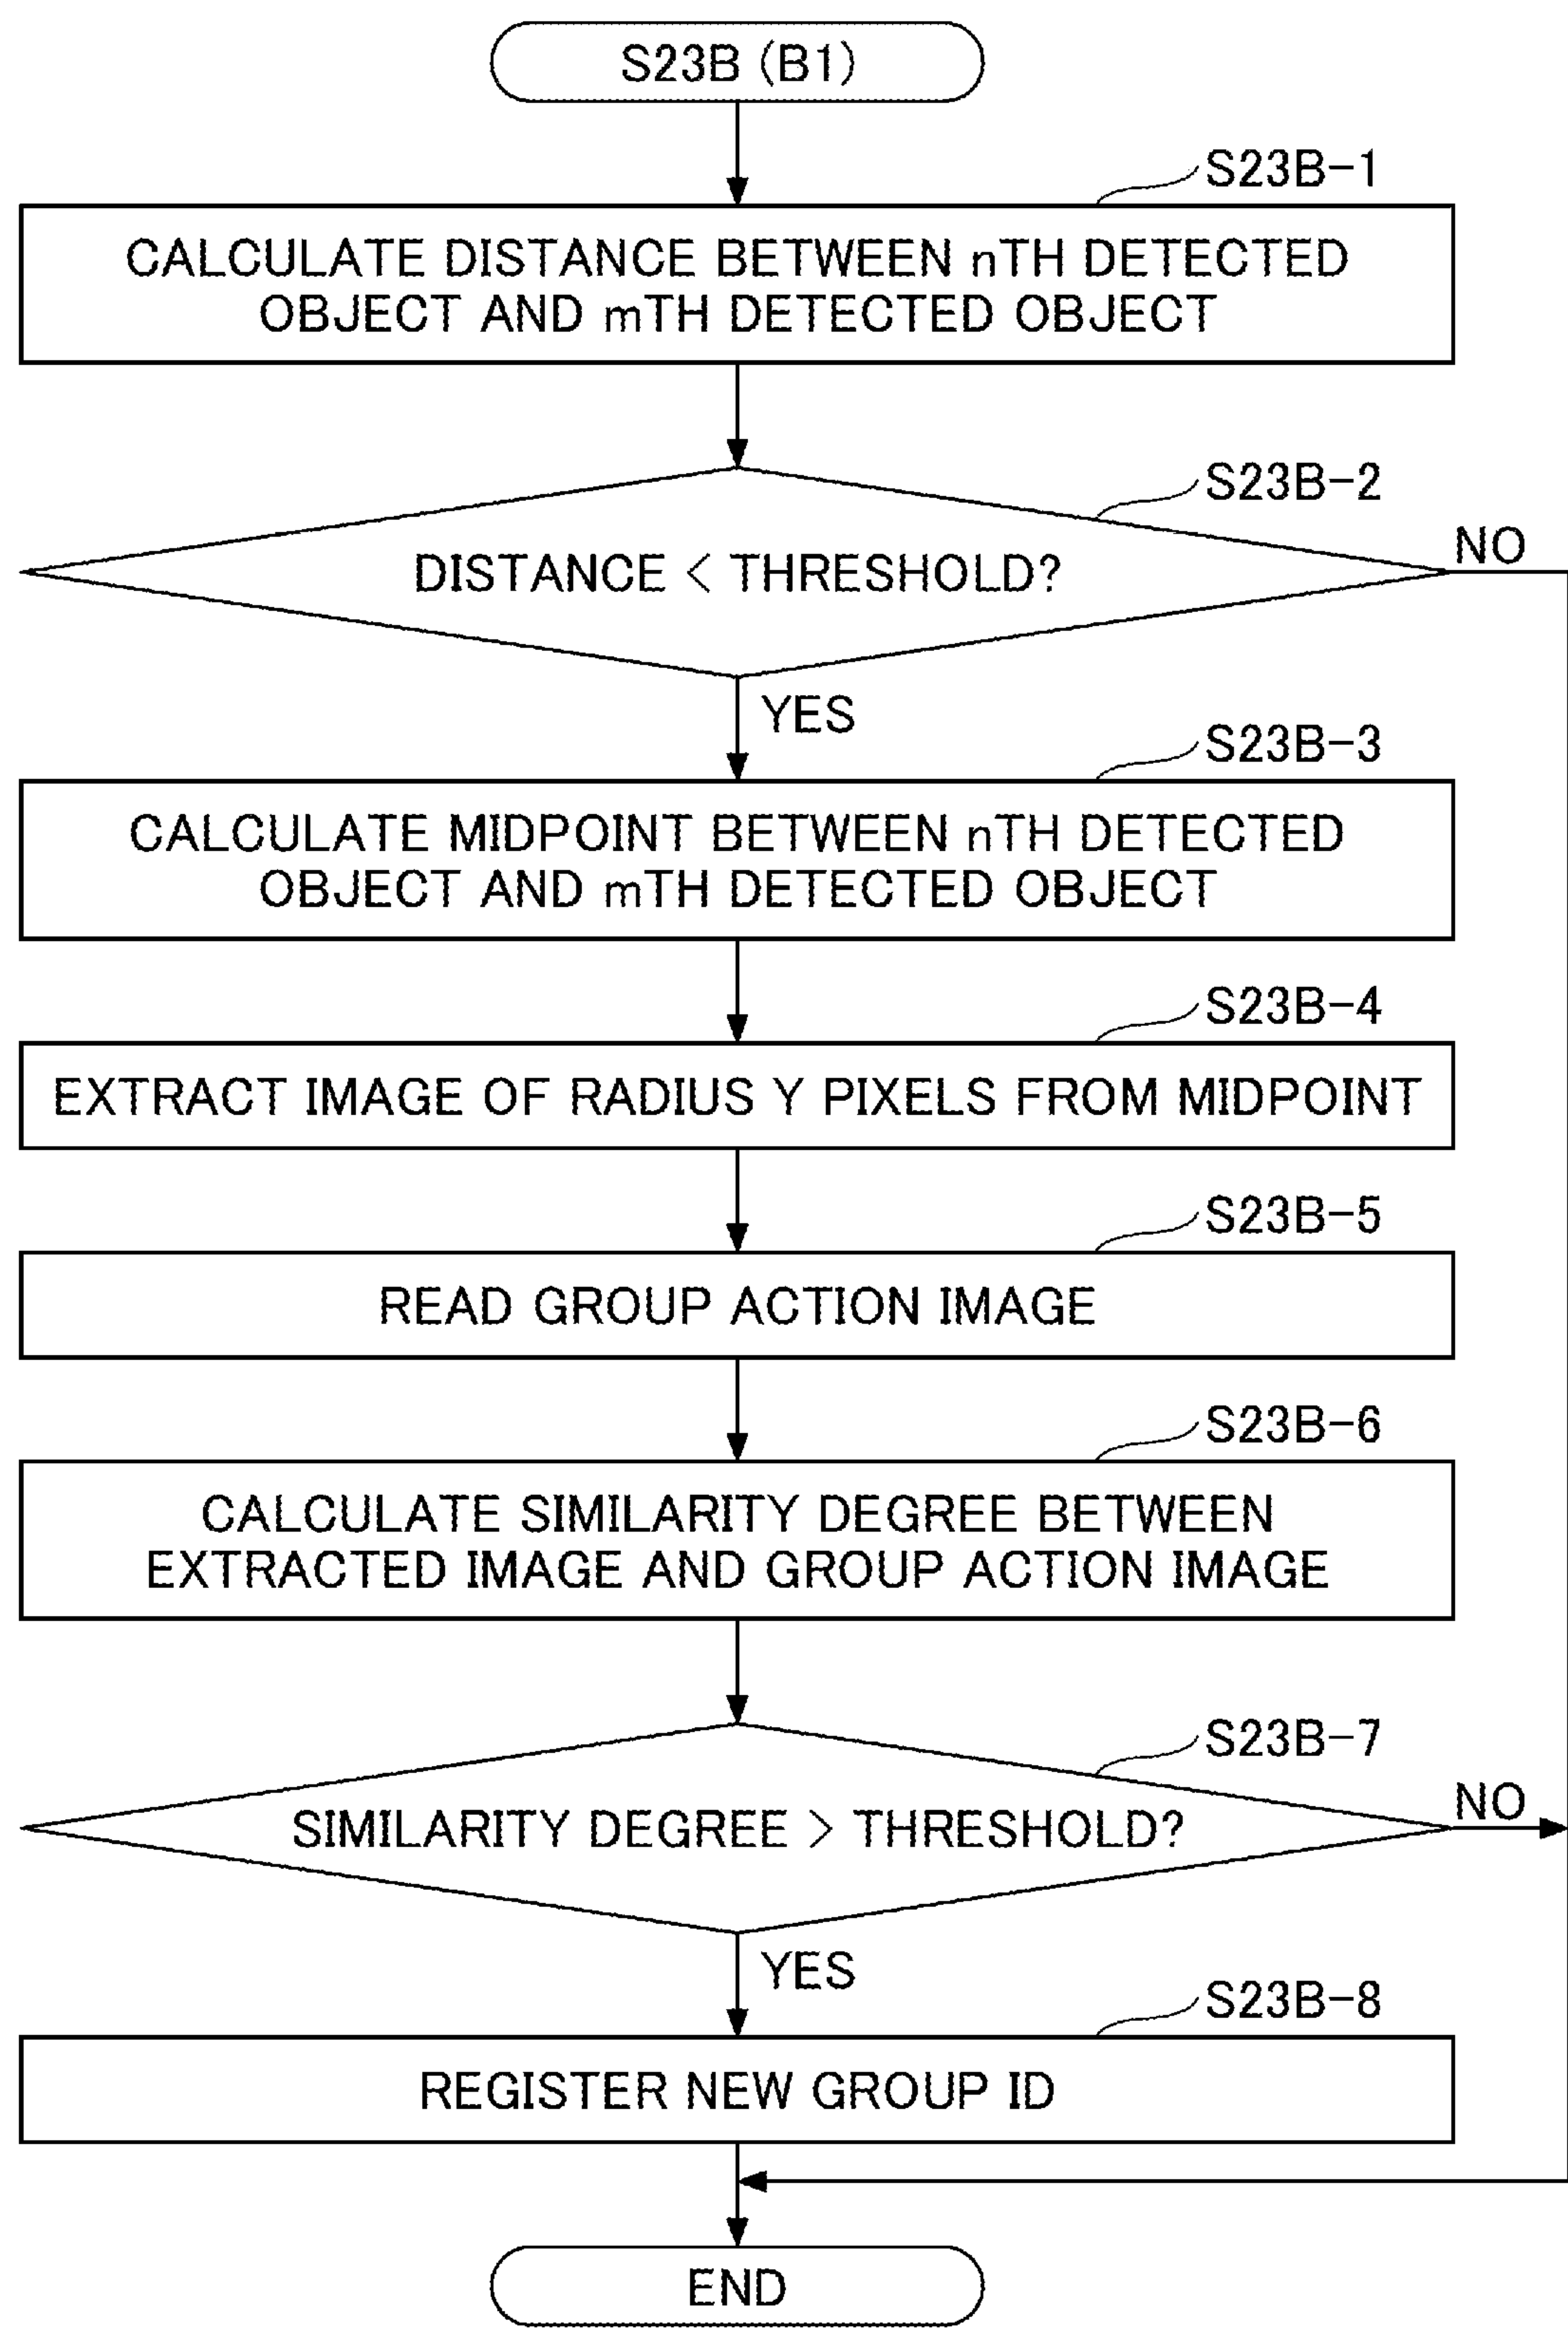 S23B (B1)
S23B-1
CALCULATE DISTANCE BETWEEN nTH DETECTED
OBJECT AND mTH DETECTED OBJECT
S23B-2
DISTANCE < THRESHOLD?
NO
YES
S23B-3
CALCULATE MIDPOINT BETWEEN nTH DETECTED
OBJECT AND mTH DETECTED OBJECT
S23B-4
EXTRACT IMAGE OF RADIUS Y PIXELS FROM MIDPOINT
S23B-5
READ GROUP ACTION IMAGE
S23B-6
CALCULATE SIMILARITY DEGREE BETWEEN
EXTRACTED IMAGE AND GROUP ACTION IMAGE
S23B-7
SIMILARITY DEGREE > THRESHOLD?
NO
YES
S23B-8
REGISTER NEW GROUP ID
END